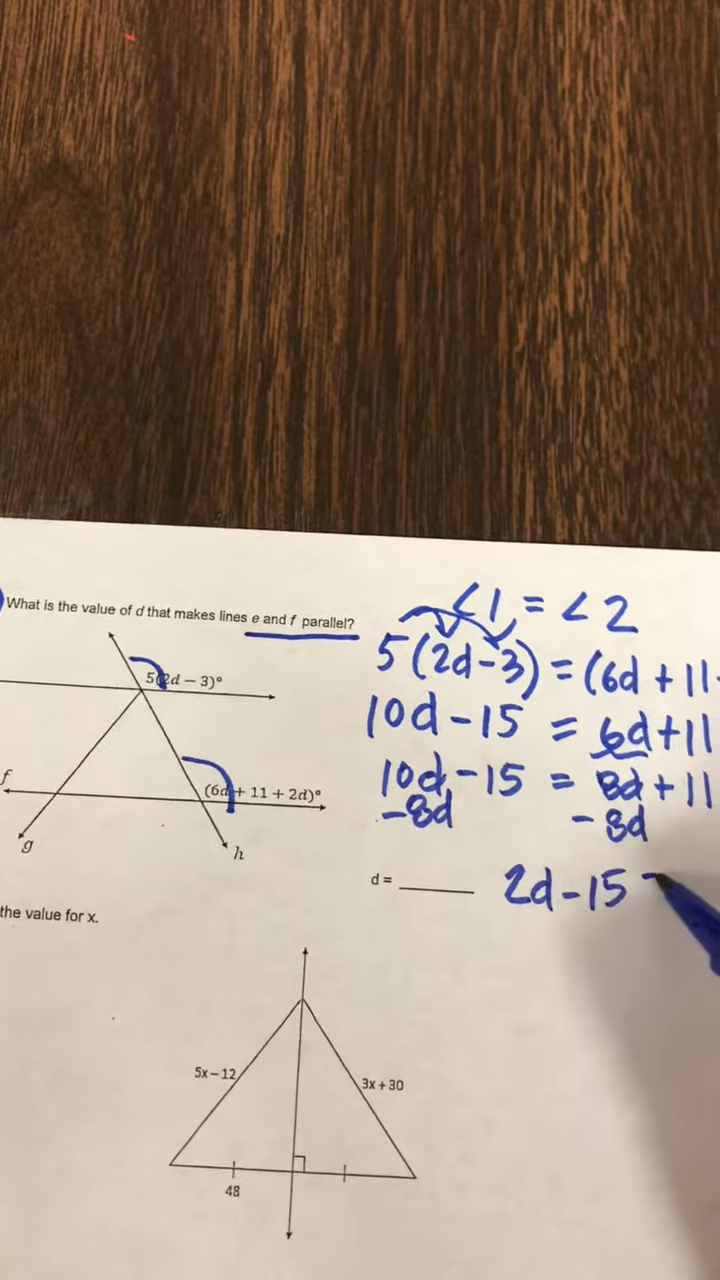 What is the value of d that makes lines e and f parallel?
<1 = <2
5(2d - 3)°
5(2d-3) = (6d + 11
10d - 15 = 6d + 11
f
(6d + 11 + 2d)°
10d - 15 = 8d + 11
-8d - 8d
g
h
d = ______
2d - 15
the value for x.
5x - 12
3x + 30
48